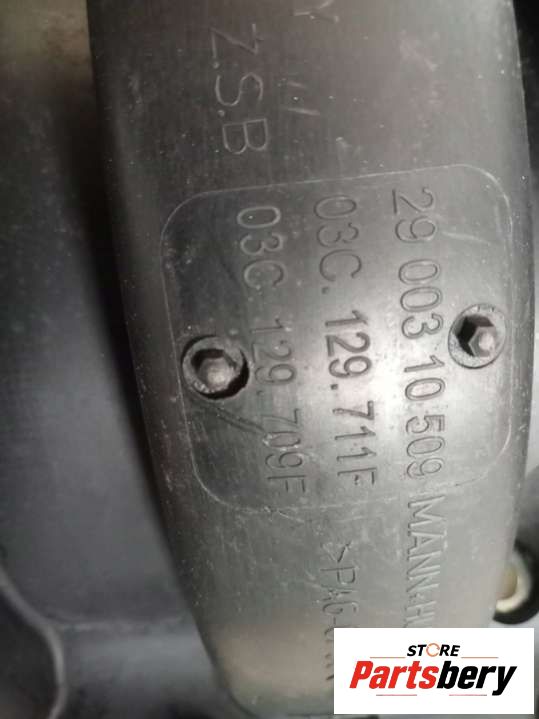 Z.S.B
29 003 10 509 MANN+H
03C. 129. 711F
03C 129. 709F
>PA6-
STORE
Partsbery